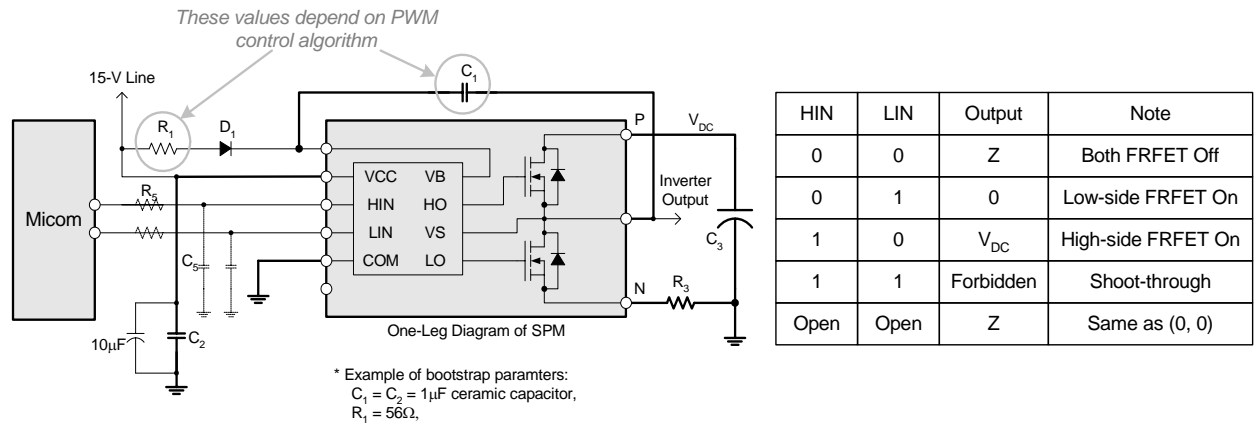 These values depend on PWM
control algorithm
15-V Line
R1
D1
C1
P
VDC
Micom
R5
VCC VB
HIN HO
LIN VS
COM LO
Inverter
Output
C3
C5
N
R3
10μF
C2
One-Leg Diagram of SPM
* Example of bootstrap paramters:
C1 = C2 = 1μF ceramic capacitor,
R1 = 56Ω,
HIN LIN Output Note
0 0 Z Both FRFET Off
0 1 0 Low-side FRFET On
1 0 VDC High-side FRFET On
1 1 Forbidden Shoot-through
Open Open Z Same as (0, 0)